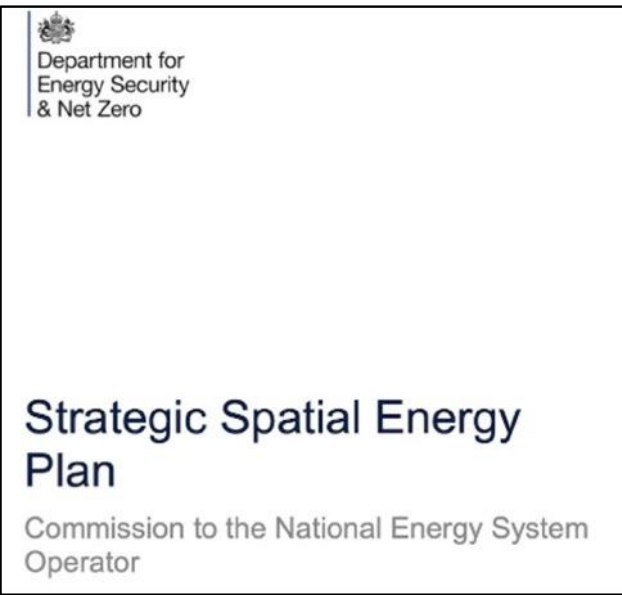 Department for
Energy Security
& Net Zero
Strategic Spatial Energy
Plan
Commission to the National Energy System
Operator